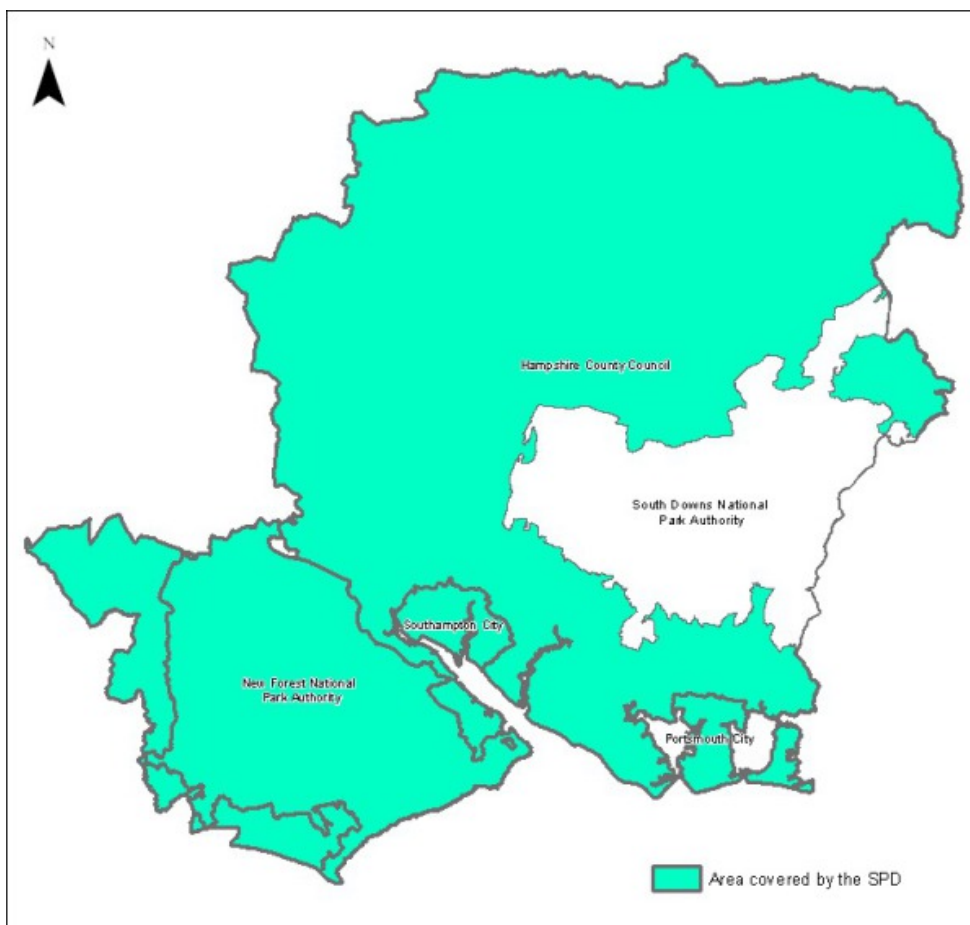 N
Hampshire County Council
South Downs National
Park Authority
Southampton City
New Forest National
Park Authority
Portsmouth City
Area covered by the SPD